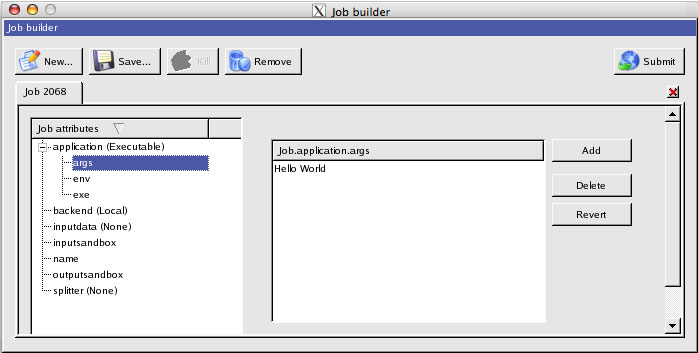 Job builder
Job builder
New... Save... Kill Remove Submit
Job 2068
Job attributes
application (Executable)
args
env
exe
backend (Local)
inputdata (None)
inputsandbox
name
outputsandbox
splitter (None)
Job.application.args
Hello World
Add
Delete
Revert